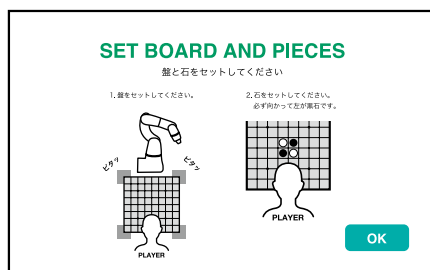 SET BOARD AND PIECES
盤と石をセットしてください
1. 盤をセットしてください。
2. 石をセットしてください。
必ず向かって左が黒石です。
ピタッ
ピタッ
PLAYER
PLAYER
OK